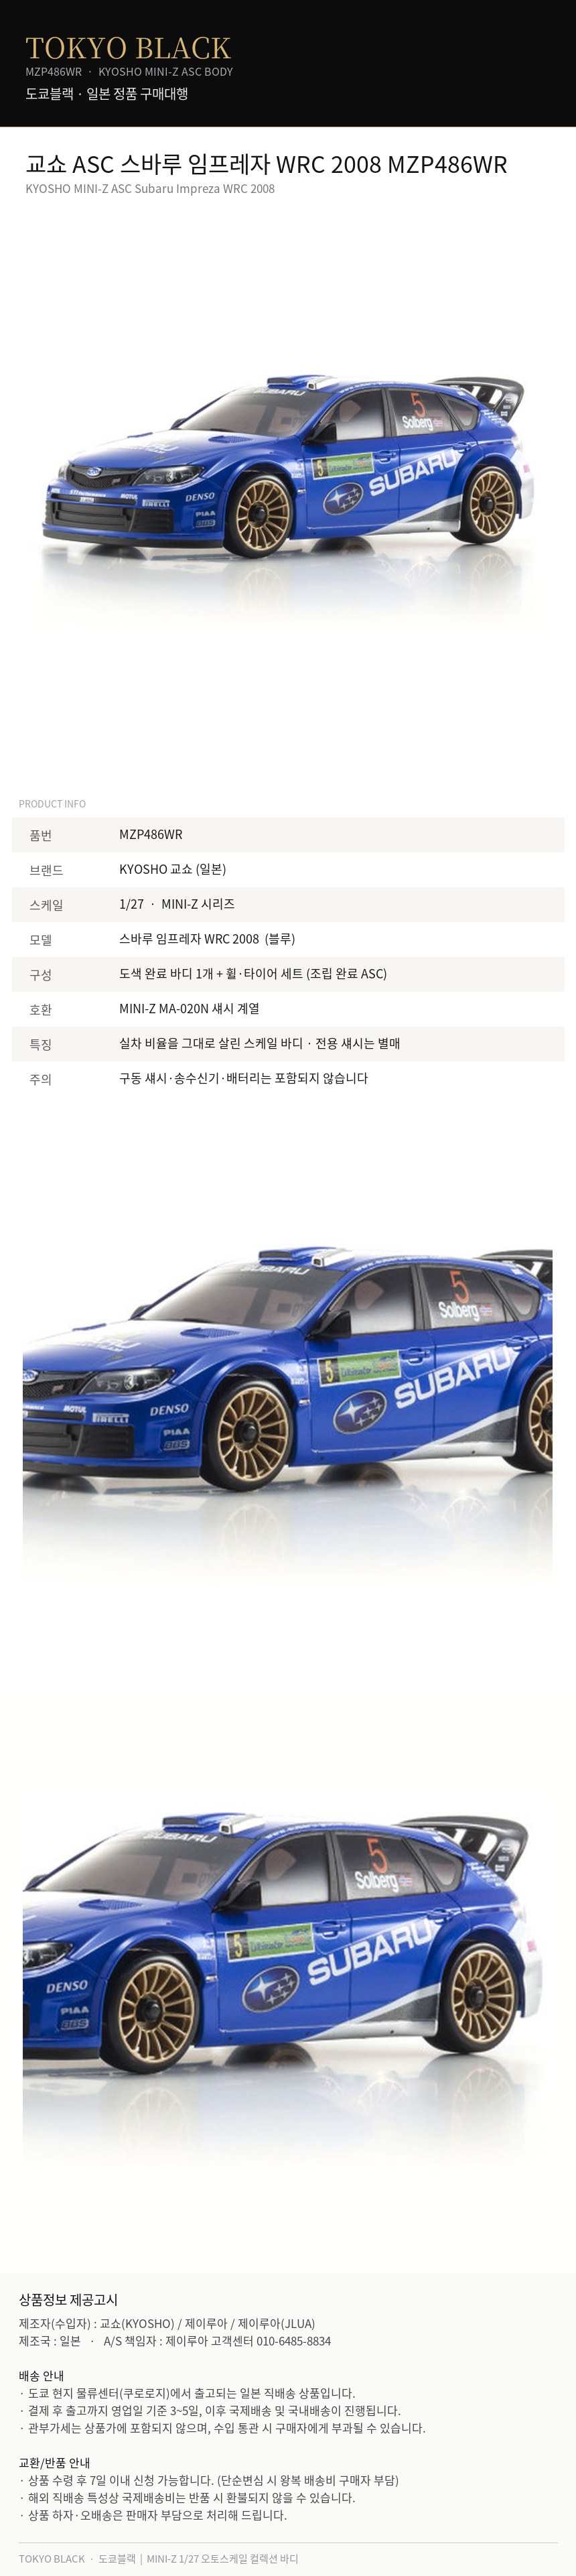 TOKYO BLACK
MZP486WR · KYOSHO MINI-Z ASC BODY
도쿄블랙 · 일본 정품 구매대행
교쇼 ASC 스바루 임프레자 WRC 2008 MZP486WR
KYOSHO MINI-Z ASC Subaru Impreza WRC 2008
SUBARU
5
Solberg
5
SUBARU
MOTUL
PIRELLI
DENSO
PIAA
BBS
PRODUCT INFO
품번 MZP486WR
브랜드 KYOSHO 교쇼 (일본)
스케일 1/27 · MINI-Z 시리즈
모델 스바루 임프레자 WRC 2008 (블루)
구성 도색 완료 바디 1개 + 휠·타이어 세트 (조립 완료 ASC)
호환 MINI-Z MA-020N 섀시 계열
특징 실차 비율을 그대로 살린 스케일 바디 · 전용 섀시는 별매
주의 구동 섀시·송수신기·배터리는 포함되지 않습니다
SUBARU
5
Solberg
5
SUBARU
MOTUL
PIRELLI
DENSO
PIAA
BBS
SUBARU
5
Solberg
5
SUBARU
DENSO
PIAA
BBS
상품정보 제공고시
제조자(수입자) : 교쇼(KYOSHO) / 제이루아 / 제이루아(JLUA)
제조국 : 일본 · A/S 책임자 : 제이루아 고객센터 010-6485-8834
배송 안내
· 도쿄 현지 물류센터(쿠로로지)에서 출고되는 일본 직배송 상품입니다.
· 결제 후 출고까지 영업일 기준 3~5일, 이후 국제배송 및 국내배송이 진행됩니다.
· 관부가세는 상품가에 포함되지 않으며, 수입 통관 시 구매자에게 부과될 수 있습니다.
교환/반품 안내
· 상품 수령 후 7일 이내 신청 가능합니다. (단순변심 시 왕복 배송비 구매자 부담)
· 해외 직배송 특성상 국제배송비는 반품 시 환불되지 않을 수 있습니다.
· 상품 하자·오배송은 판매자 부담으로 처리해 드립니다.
TOKYO BLACK · 도쿄블랙 | MINI-Z 1/27 오토스케일 컬렉션 바디